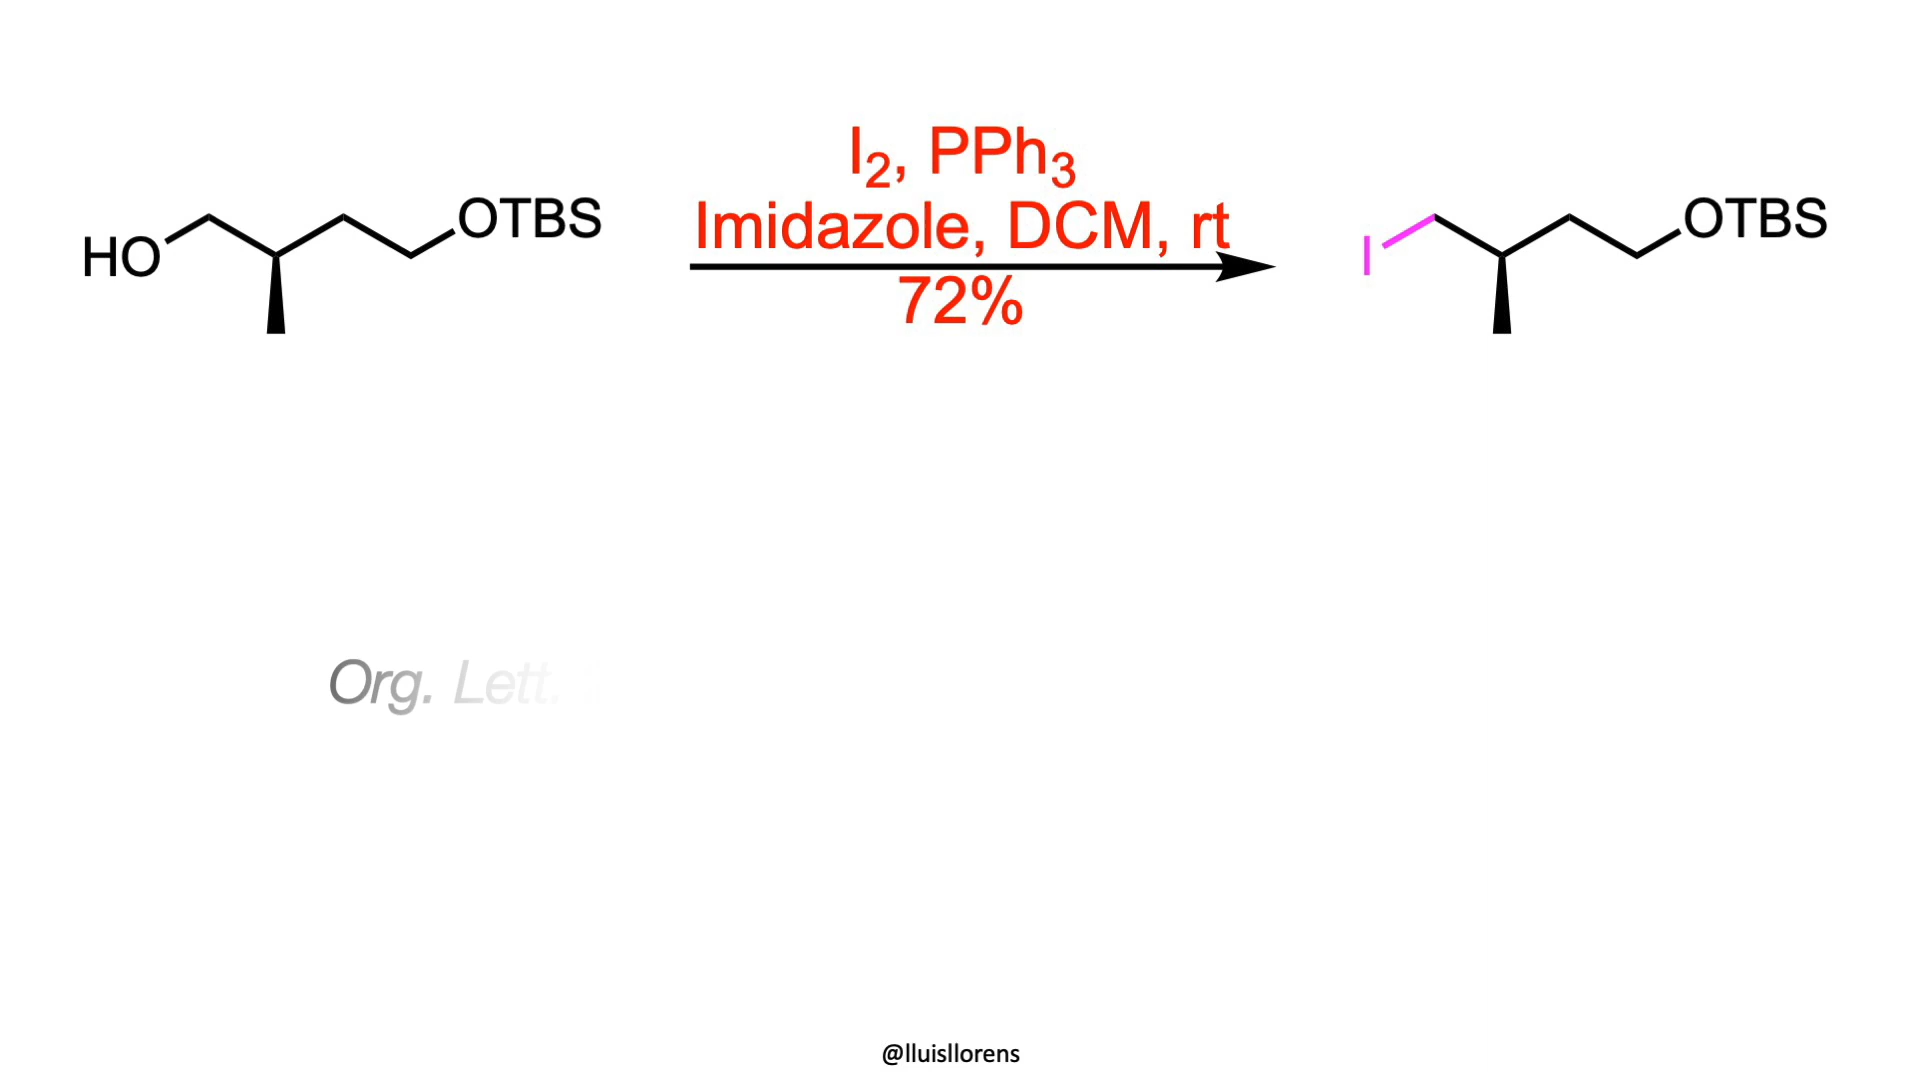 I2, PPh3
Imidazole, DCM, rt
72%
HO
OTBS
I
OTBS
Org. Lett.
@lluisllorens